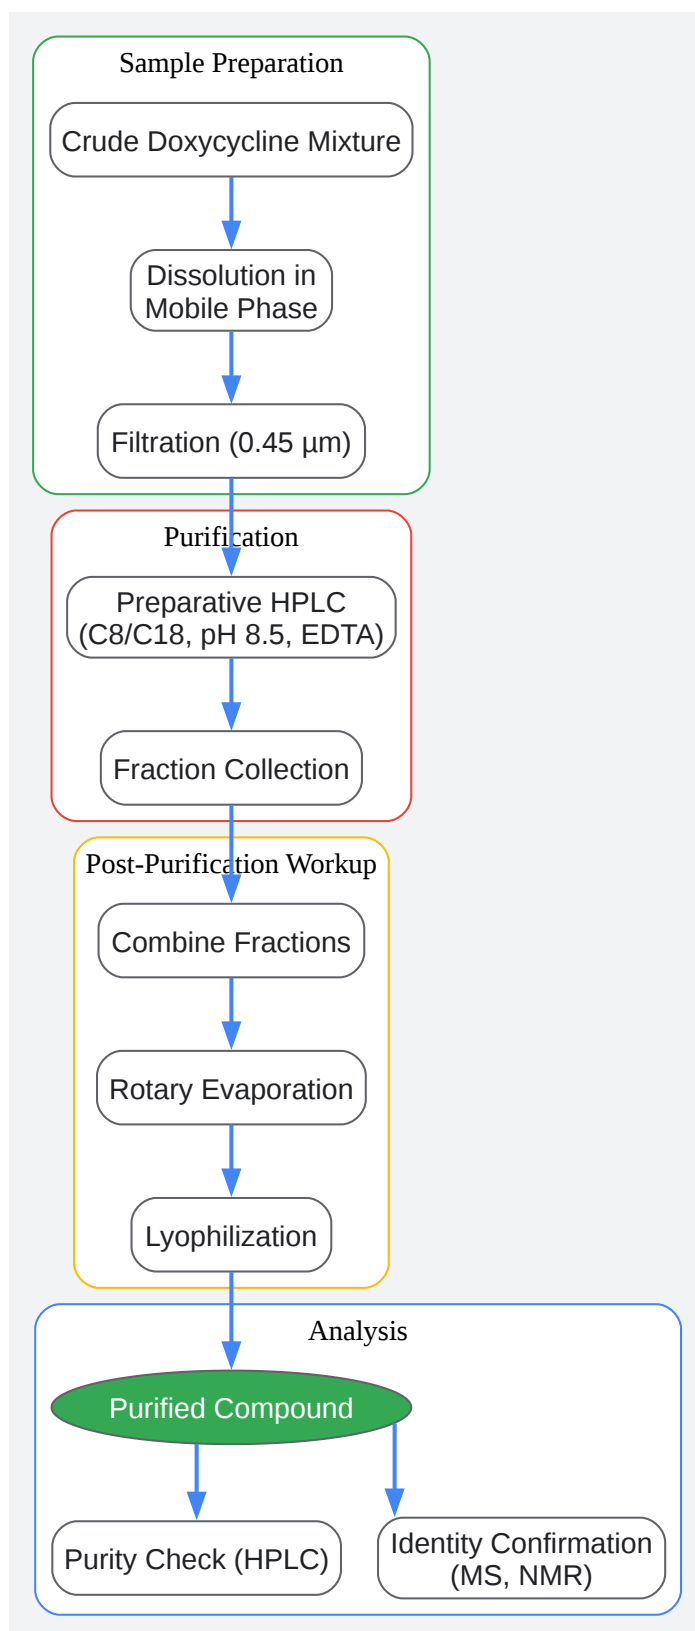 Sample Preparation
Crude Doxycycline Mixture
Dissolution in
Mobile Phase
Filtration (0.45 µm)
Purification
Preparative HPLC
(C8/C18, pH 8.5, EDTA)
Fraction Collection
Post-Purification Workup
Combine Fractions
Rotary Evaporation
Lyophilization
Analysis
Purified Compound
Purity Check (HPLC)
Identity Confirmation
(MS, NMR)